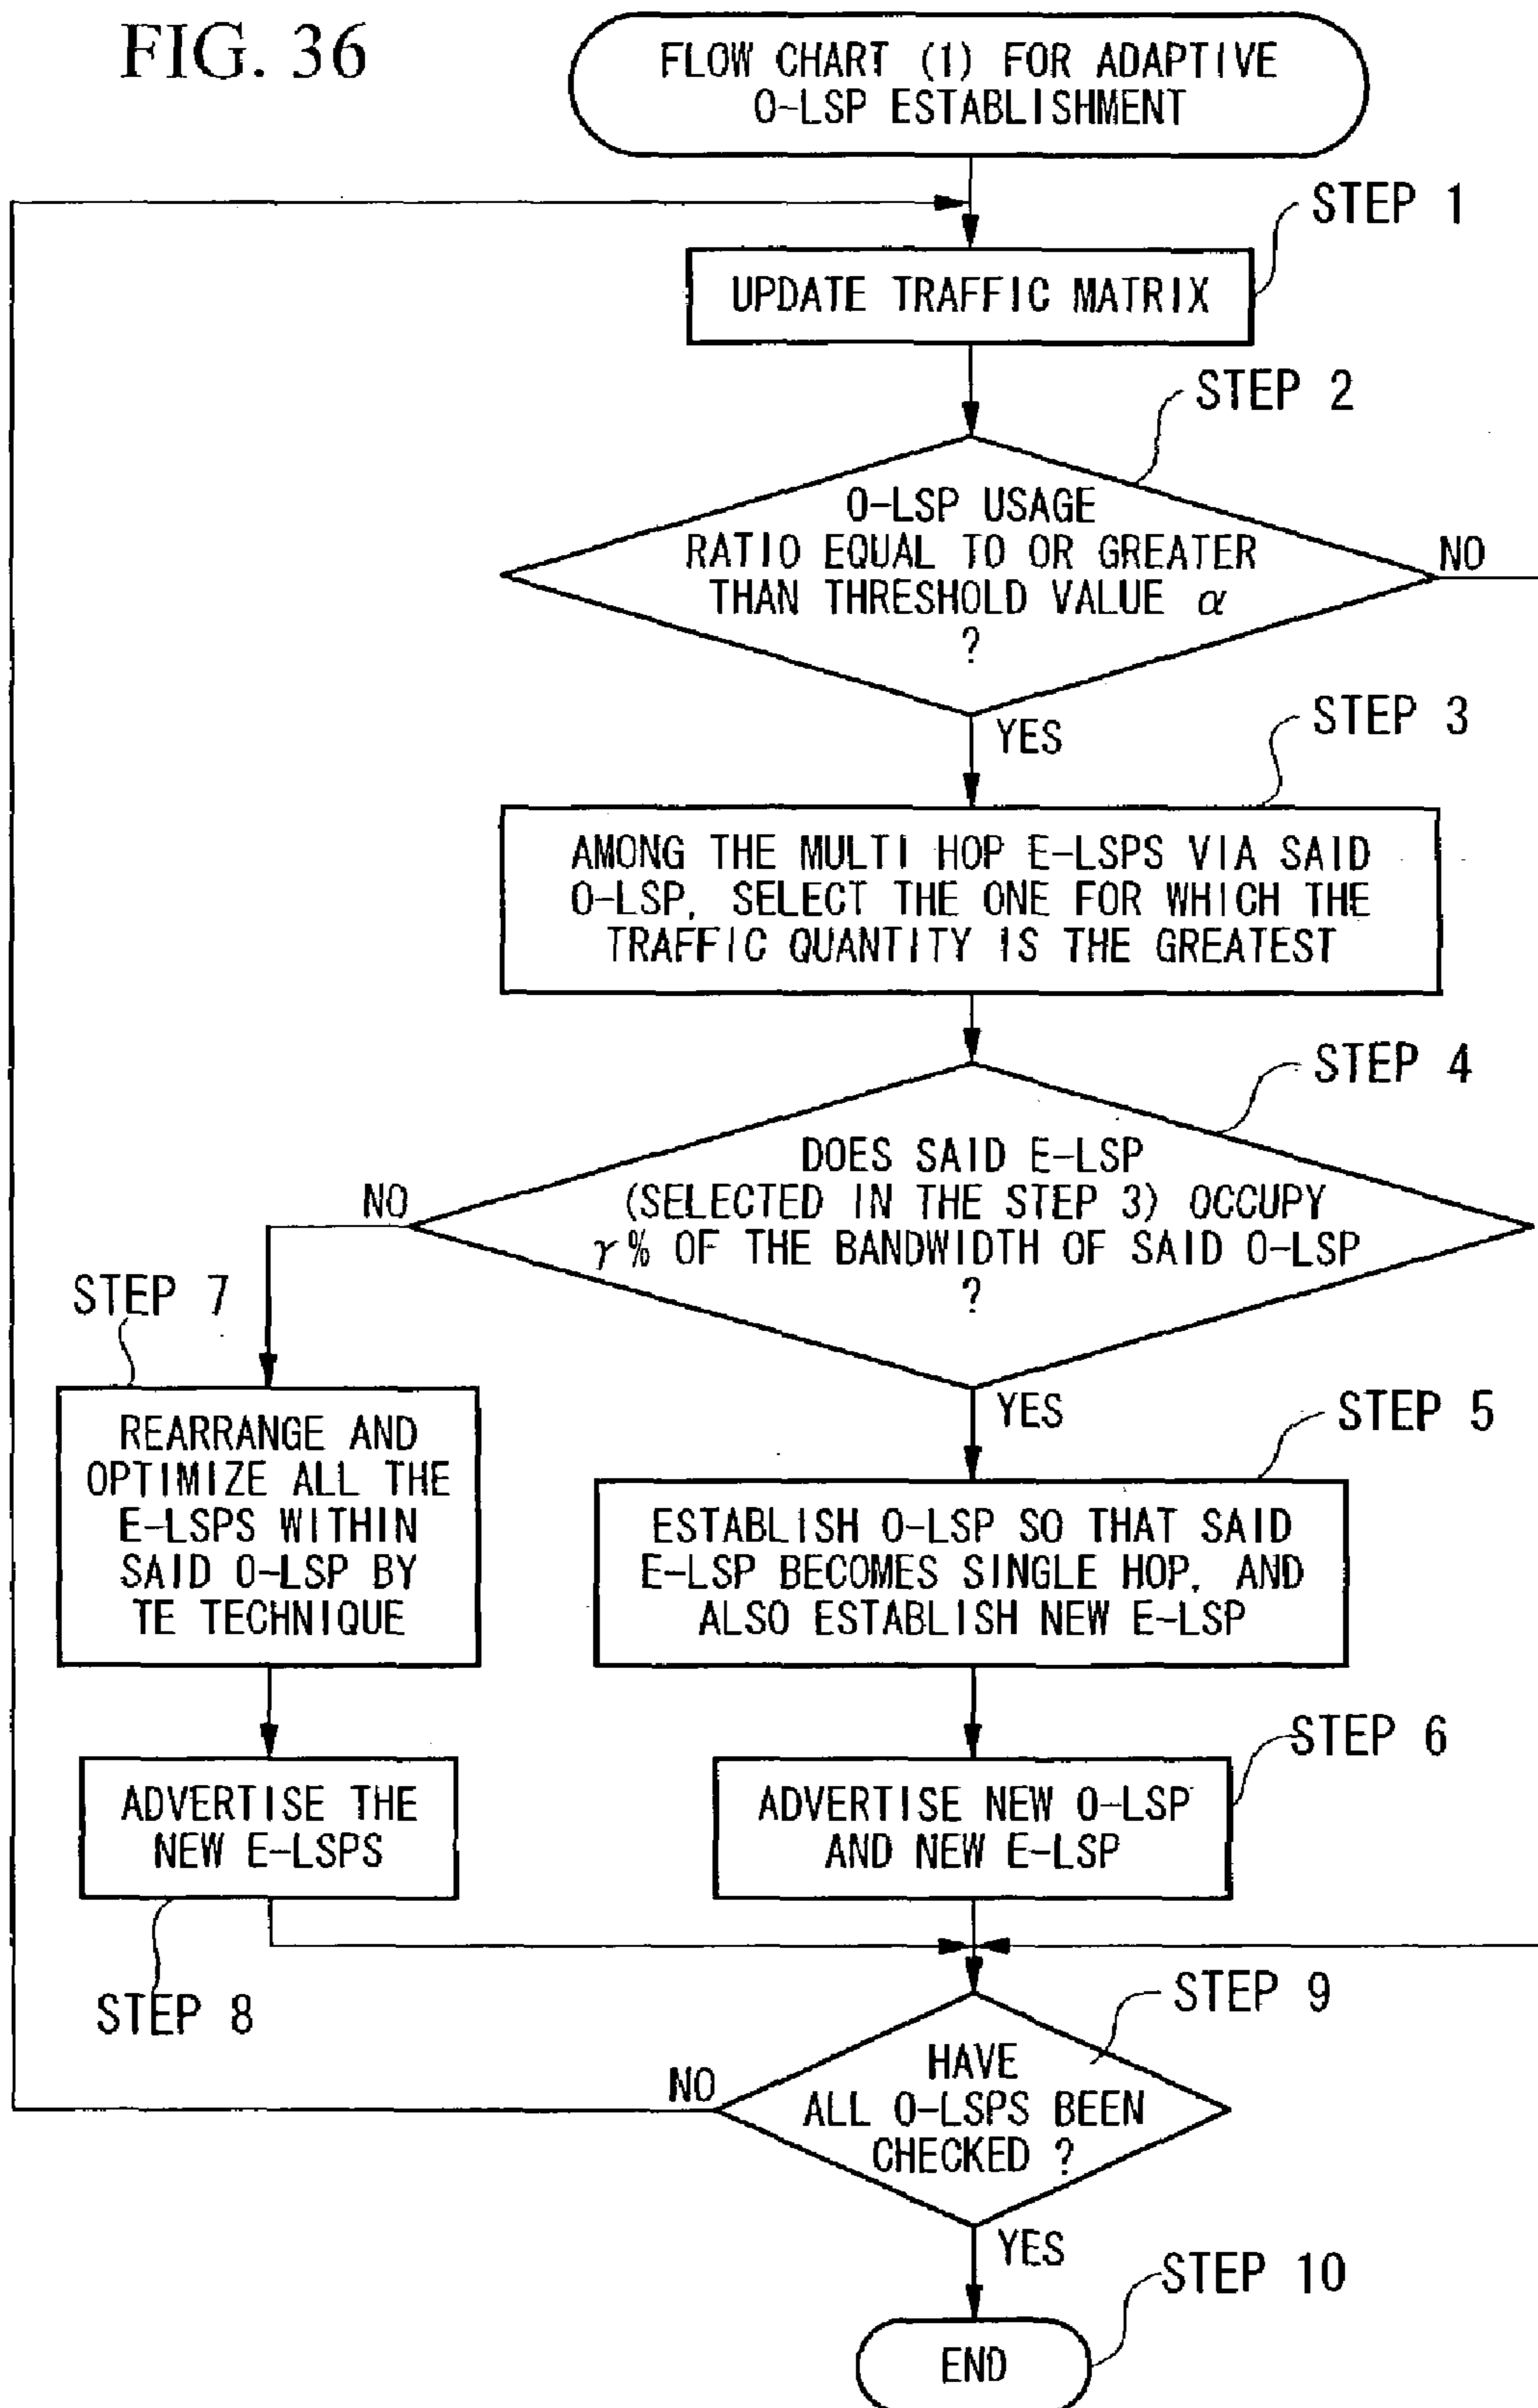 FIG. 36
FLOW CHART (1) FOR ADAPTIVE
O-LSP ESTABLISHMENT
STEP 1
UPDATE TRAFFIC MATRIX
STEP 2
O-LSP USAGE
RATIO EQUAL TO OR GREATER
THAN THRESHOLD VALUE α
?
NO
YES
STEP 3
AMONG THE MULTI HOP E-LSPS VIA SAID
O-LSP, SELECT THE ONE FOR WHICH THE
TRAFFIC QUANTITY IS THE GREATEST
STEP 4
DOES SAID E-LSP
(SELECTED IN THE STEP 3) OCCUPY
γ% OF THE BANDWIDTH OF SAID O-LSP
?
NO
YES
STEP 7
REARRANGE AND
OPTIMIZE ALL THE
E-LSPS WITHIN
SAID O-LSP BY
TE TECHNIQUE
STEP 5
ESTABLISH O-LSP SO THAT SAID
E-LSP BECOMES SINGLE HOP, AND
ALSO ESTABLISH NEW E-LSP
STEP 6
ADVERTISE THE
NEW E-LSPS
ADVERTISE NEW O-LSP
AND NEW E-LSP
STEP 8
STEP 9
HAVE
ALL O-LSPS BEEN
CHECKED ?
NO
YES
STEP 10
END